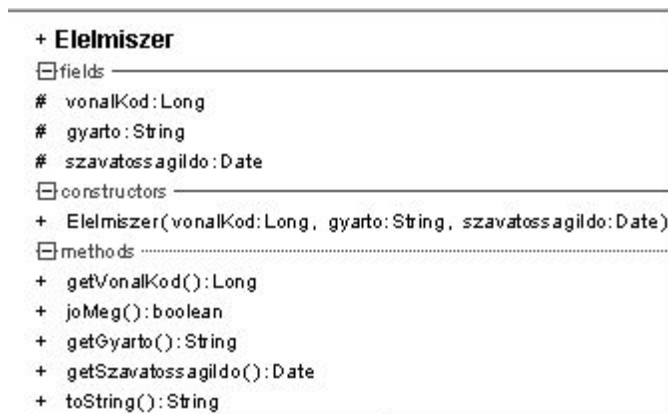 + Elelmiszer
fields
# vonalKod:Long
# gyarto:String
# szavatossagildo:Date
constructors
+ Elelmiszer(vonalKod:Long, gyarto:String, szavatossagildo:Date)
methods
+ getVonalKod():Long
+ joMeg():boolean
+ getGyarto():String
+ getSzavatossagildo():Date
+ toString():String